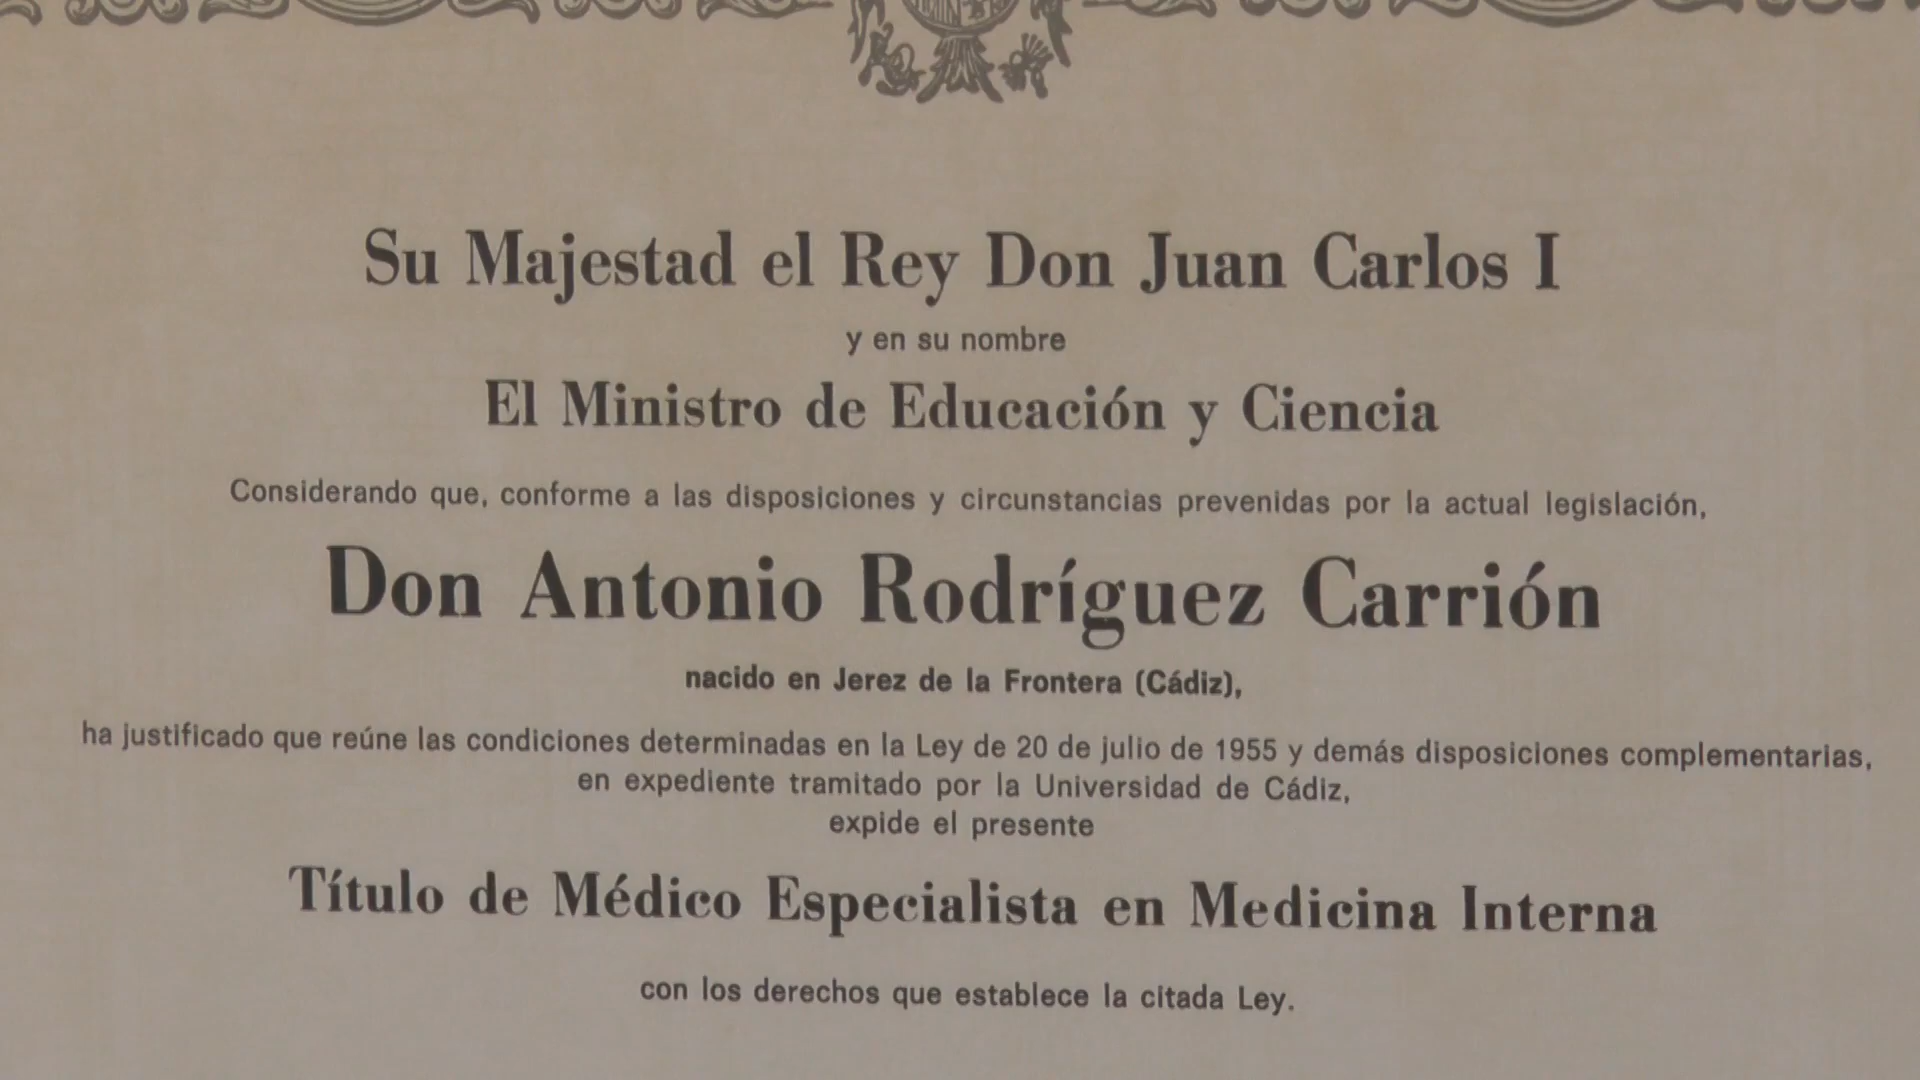 Su Majestad el Rey Don Juan Carlos I
y en su nombre
El Ministro de Educación y Ciencia
Considerando que, conforme a las disposiciones y circunstancias prevenidas por la actual legislación,
Don Antonio Rodríguez Carrión
nacido en Jerez de la Frontera (Cádiz),
ha justificado que reúne las condiciones determinadas en la Ley de 20 de julio de 1955 y demás disposiciones complementarias,
en expediente tramitado por la Universidad de Cádiz,
expide el presente
Título de Médico Especialista en Medicina Interna
con los derechos que establece la citada Ley.